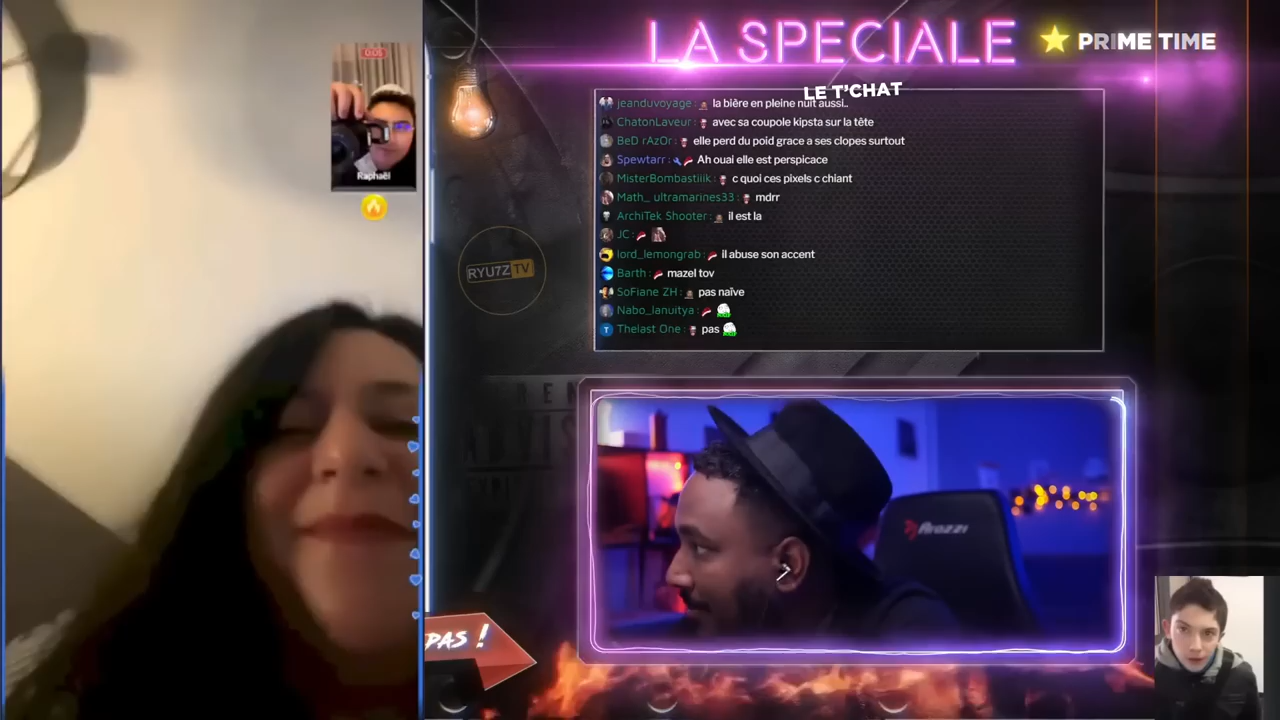 LA SPECIALE
PRIME TIME
LE T'CHAT
0:05
Raphaël
jeanduvoyage : la bière en pleine nuit aussi..
ChatonLaveur : avec sa coupole kipsta sur la tête
BeD rAzOr : elle perd du poid grace a ses clopes surtout
Spewtarr : Ah ouai elle est perspicace
MisterBombastiiik : c quoi ces pixels c chiant
Math_ ultramarines33 : mdrr
ArchiTek Shooter : il est la
JC :
lord_lemongrab : il abuse son accent
Barth : mazel tov
SoFiane ZH : pas naïve
Nabo_lanuitya :
Thelast One : pas
RYU7Z TV
AROZZI
PAS !